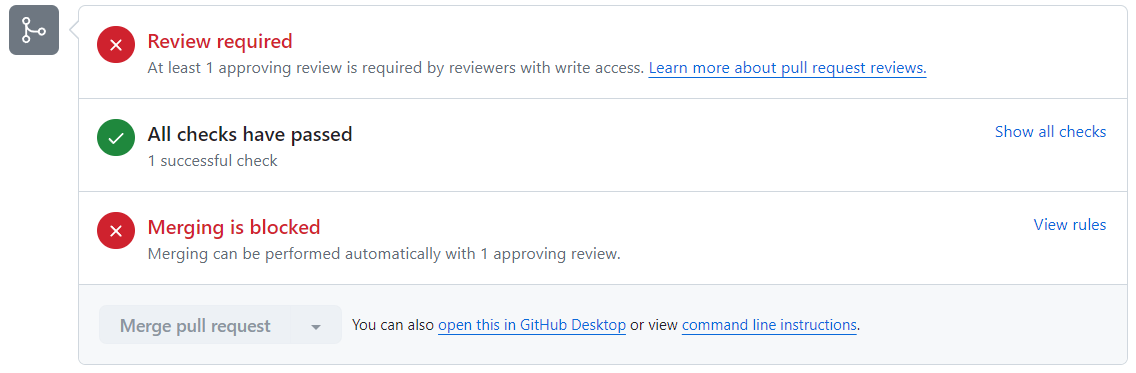 Review required
At least 1 approving review is required by reviewers with write access. Learn more about pull request reviews.
All checks have passed
Show all checks
1 successful check
Merging is blocked
View rules
Merging can be performed automatically with 1 approving review.
Merge pull request
You can also open this in GitHub Desktop or view command line instructions.